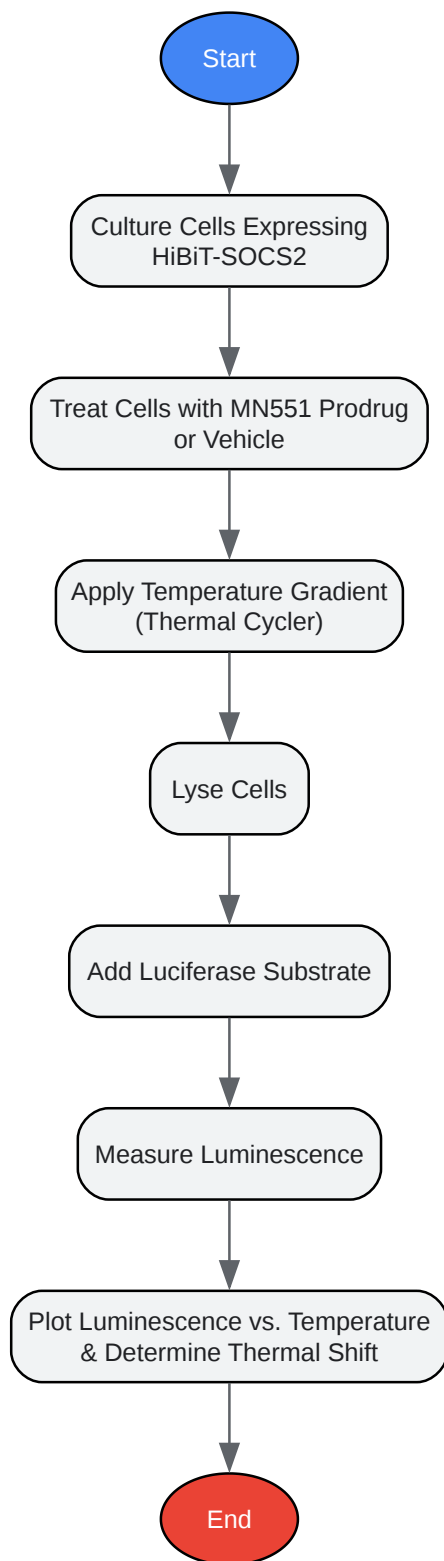 Start
Culture Cells Expressing
HiBiT-SOCS2
Treat Cells with MN551 Prodrug
or Vehicle
Apply Temperature Gradient
(Thermal Cycler)
Lyse Cells
Add Luciferase Substrate
Measure Luminescence
Plot Luminescence vs. Temperature
& Determine Thermal Shift
End